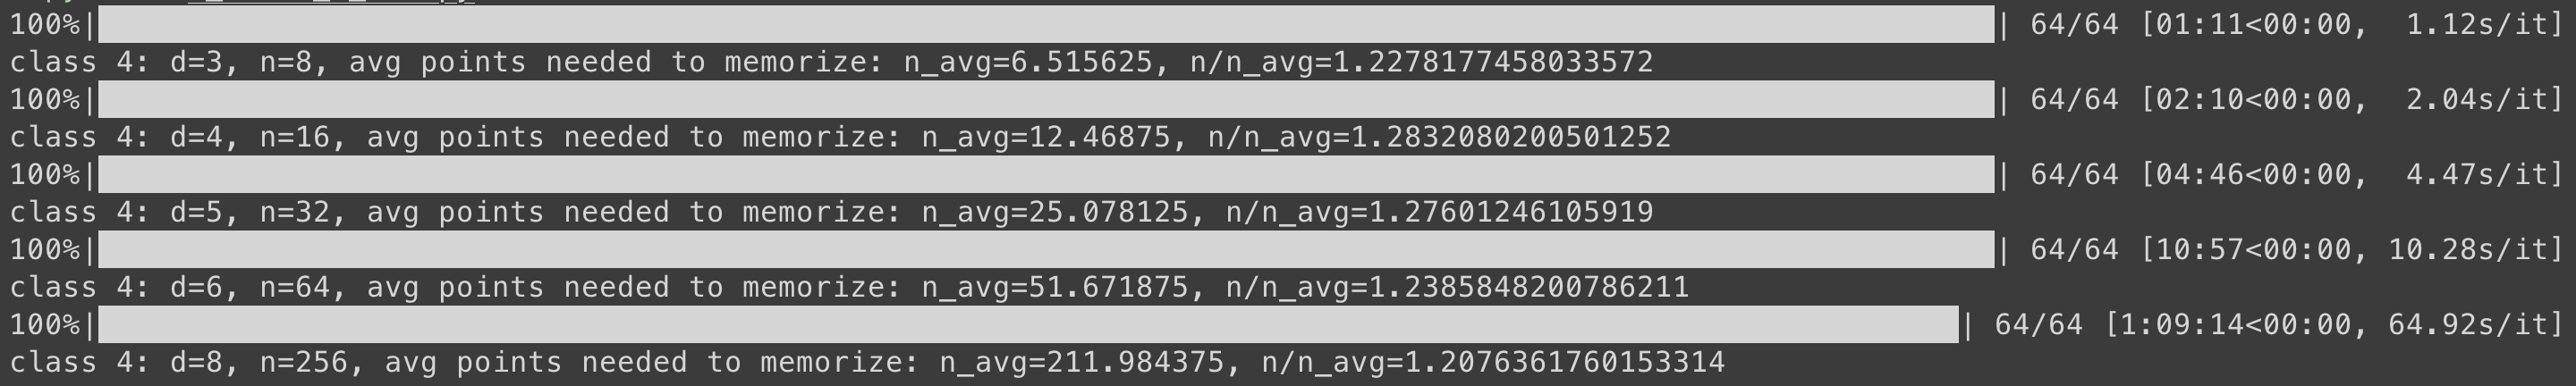 100%|| 64/64 [01:11<00:00, 1.12s/it]
class 4: d=3, n=8, avg points needed to memorize: n_avg=6.515625, n/n_avg=1.2278177458033572
100%|| 64/64 [02:10<00:00, 2.04s/it]
class 4: d=4, n=16, avg points needed to memorize: n_avg=12.46875, n/n_avg=1.2832080200501252
100%|| 64/64 [04:46<00:00, 4.47s/it]
class 4: d=5, n=32, avg points needed to memorize: n_avg=25.078125, n/n_avg=1.27601246105919
100%|| 64/64 [10:57<00:00, 10.28s/it]
class 4: d=6, n=64, avg points needed to memorize: n_avg=51.671875, n/n_avg=1.2385848200786211
100%|| 64/64 [1:09:14<00:00, 64.92s/it]
class 4: d=8, n=256, avg points needed to memorize: n_avg=211.984375, n/n_avg=1.2076361760153314